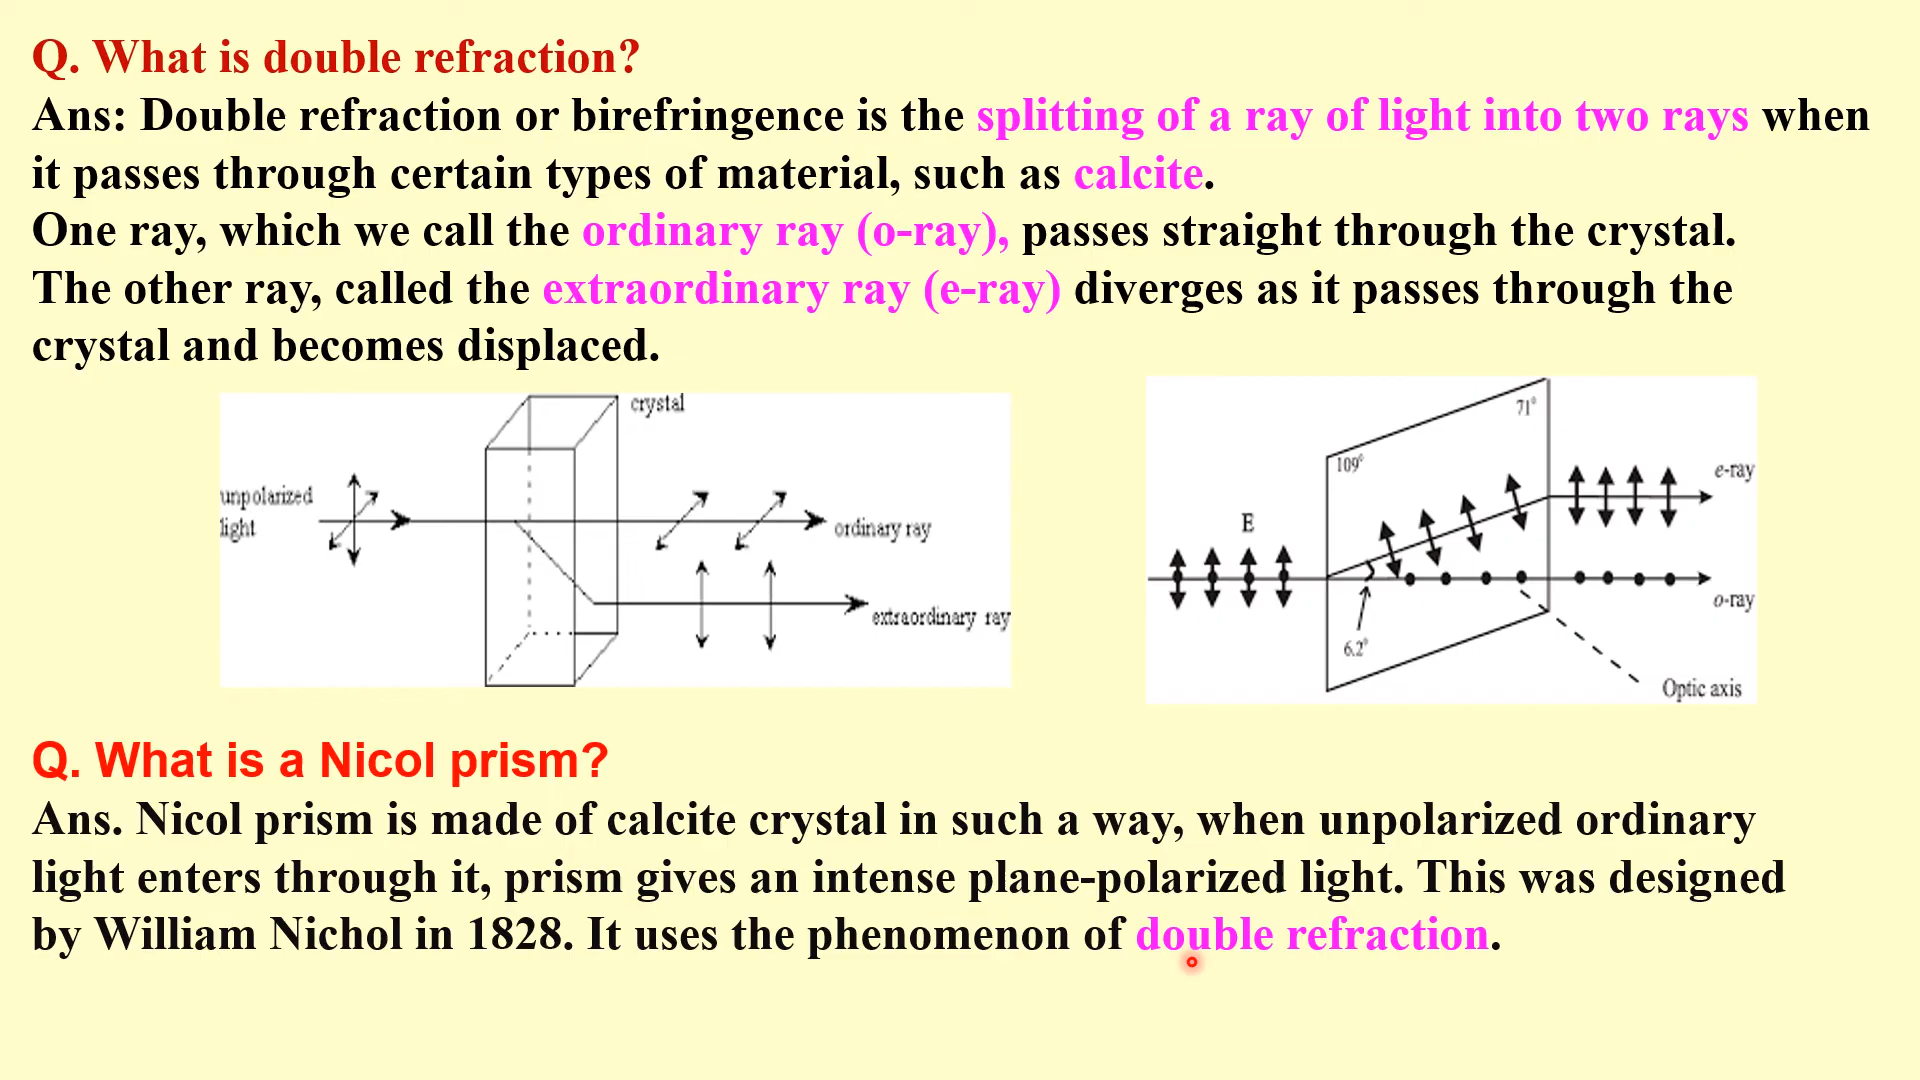 Q. What is double refraction?
Ans: Double refraction or birefringence is the splitting of a ray of light into two rays when
it passes through certain types of material, such as calcite.
One ray, which we call the ordinary ray (o-ray), passes straight through the crystal.
The other ray, called the extraordinary ray (e-ray) diverges as it passes through the
crystal and becomes displaced.
crystal
unpolarized
light
ordinary ray
extraordinary ray
71°
109°
e-ray
E
o-ray
6.2°
Optic axis
Q. What is a Nicol prism?
Ans. Nicol prism is made of calcite crystal in such a way, when unpolarized ordinary
light enters through it, prism gives an intense plane-polarized light. This was designed
by William Nichol in 1828. It uses the phenomenon of double refraction.